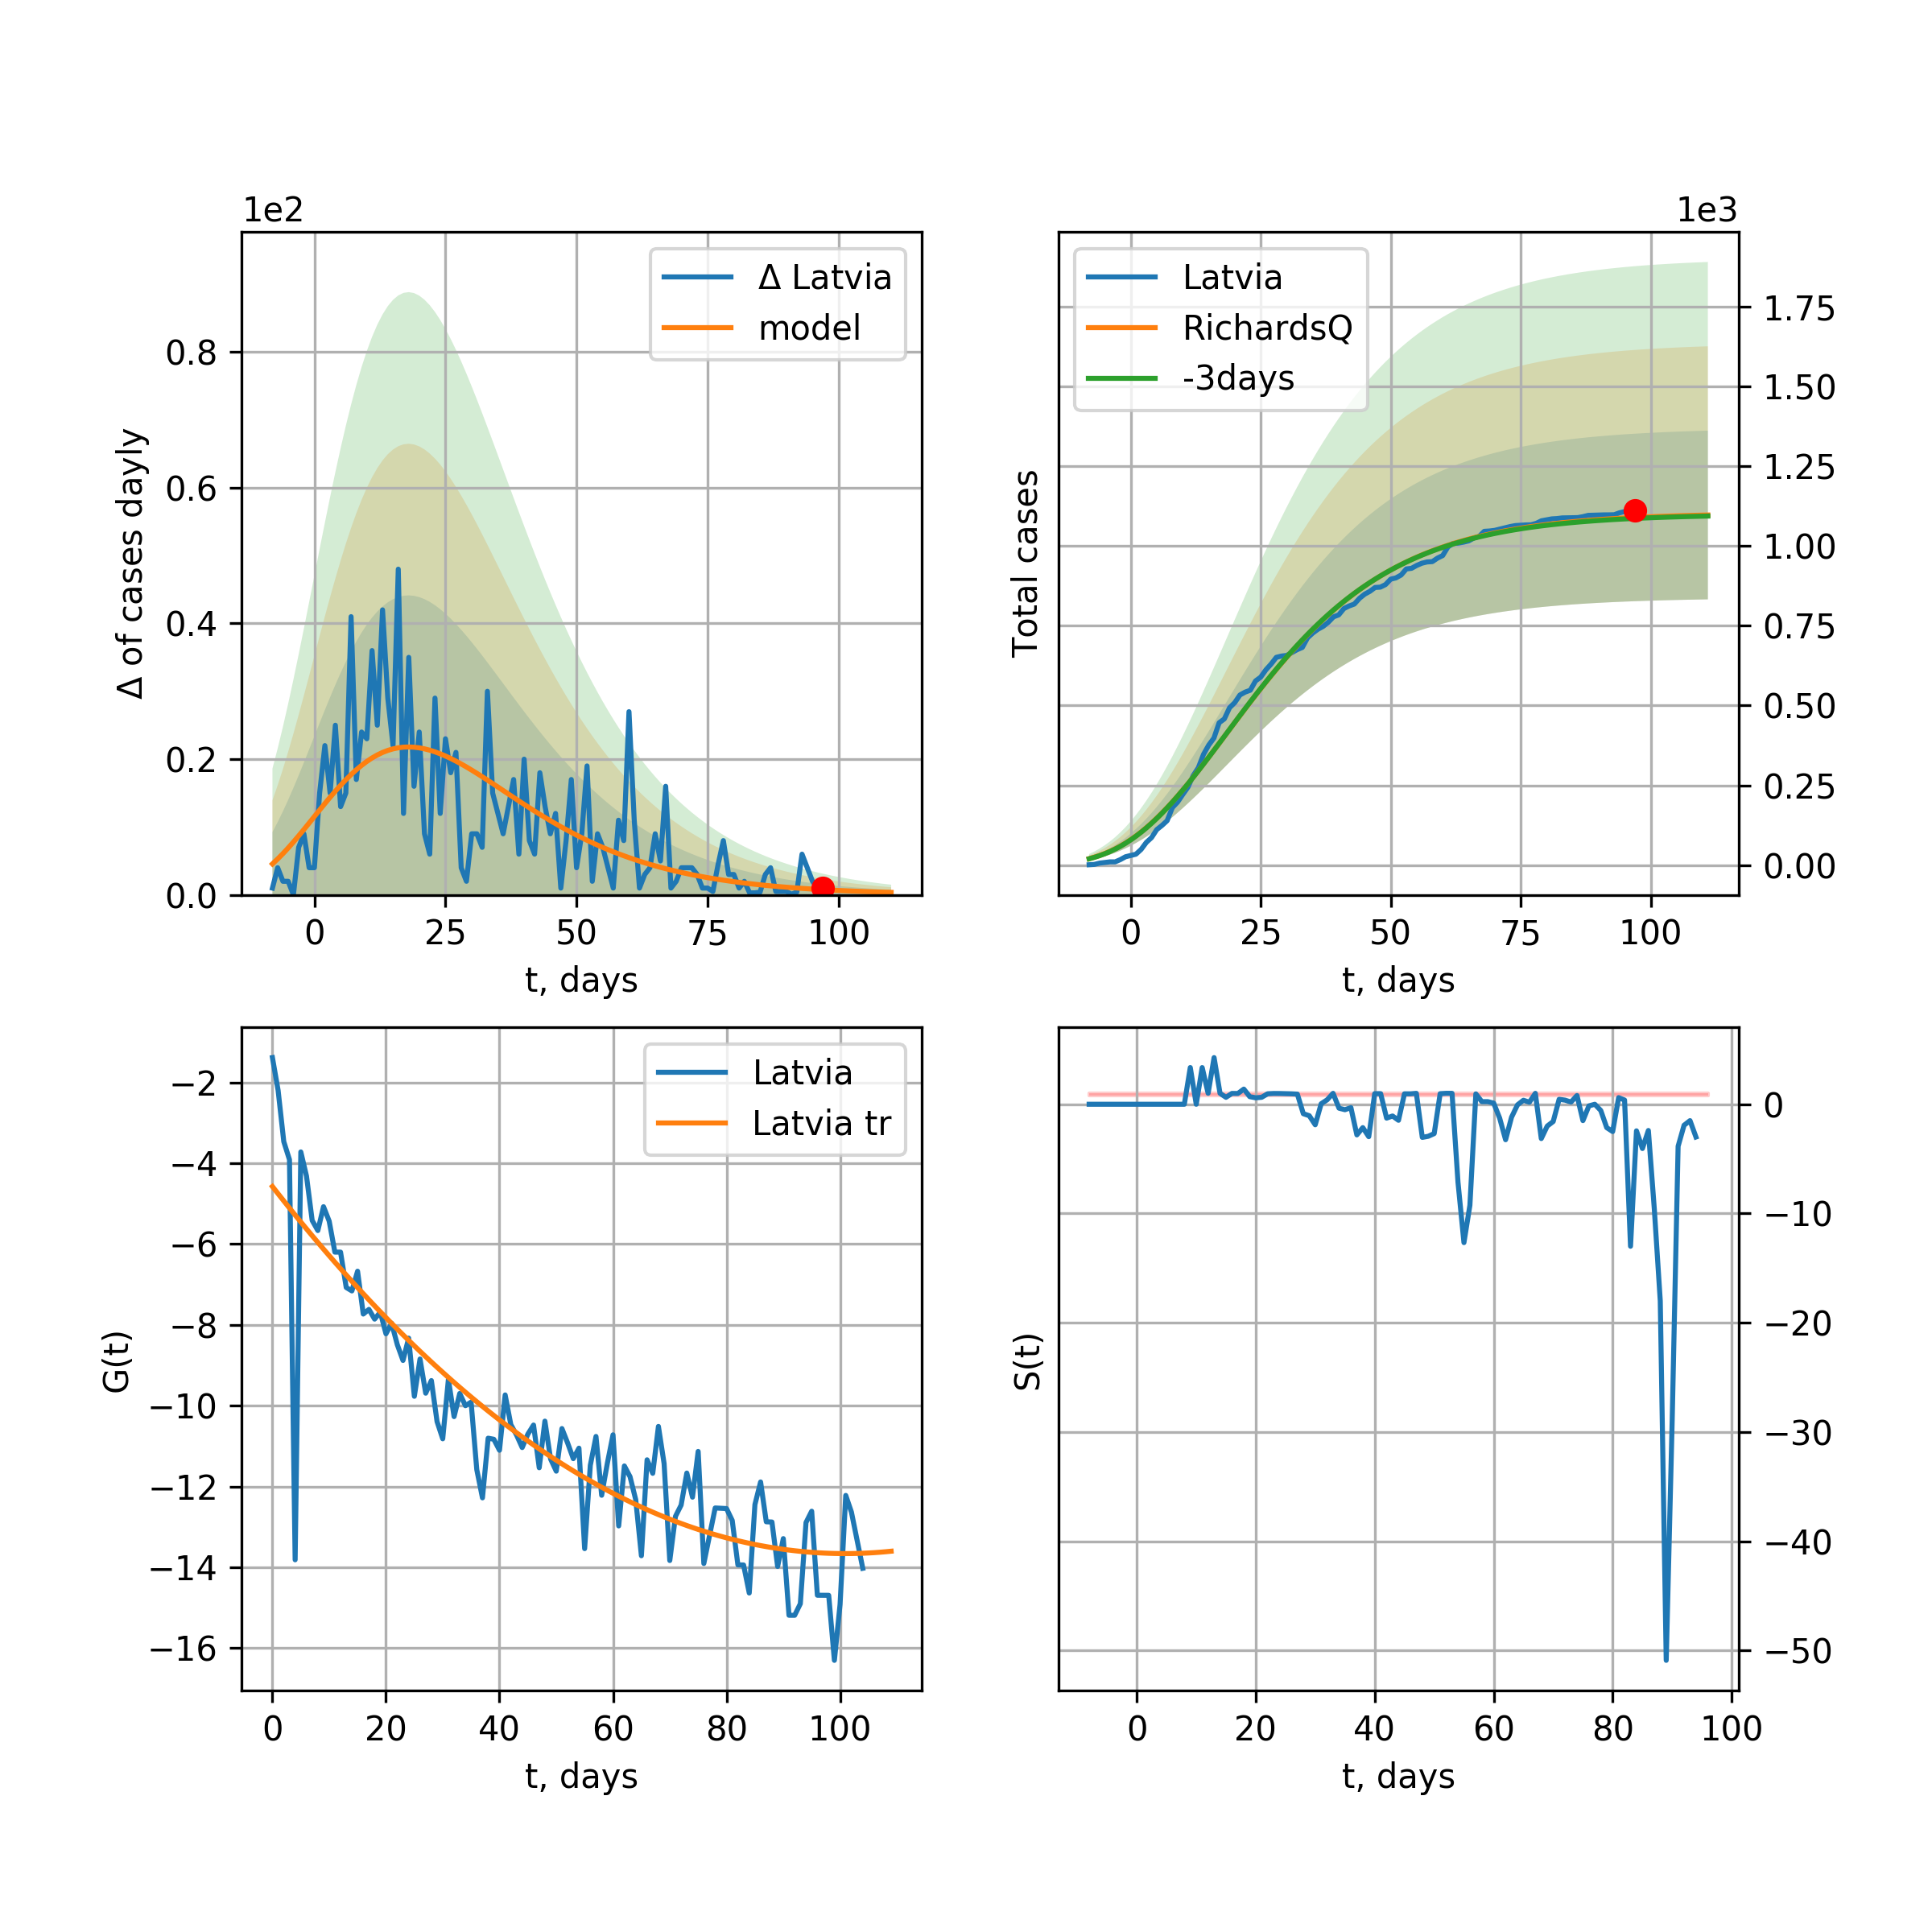 1e2
Δ of cases dayly
0.8
0.6
0.4
0.2
0.0
0 25 50 75 100
t, days
Δ Latvia
model
1e3
Total cases
Latvia
RichardsQ
-3days
1.75
1.50
1.25
1.00
0.75
0.50
0.25
0.00
0 25 50 75 100
t, days
G(t)
−2
−4
−6
−8
−10
−12
−14
−16
0 20 40 60 80 100
t, days
Latvia
Latvia tr
S(t)
0
−10
−20
−30
−40
−50
0 20 40 60 80 100
t, days